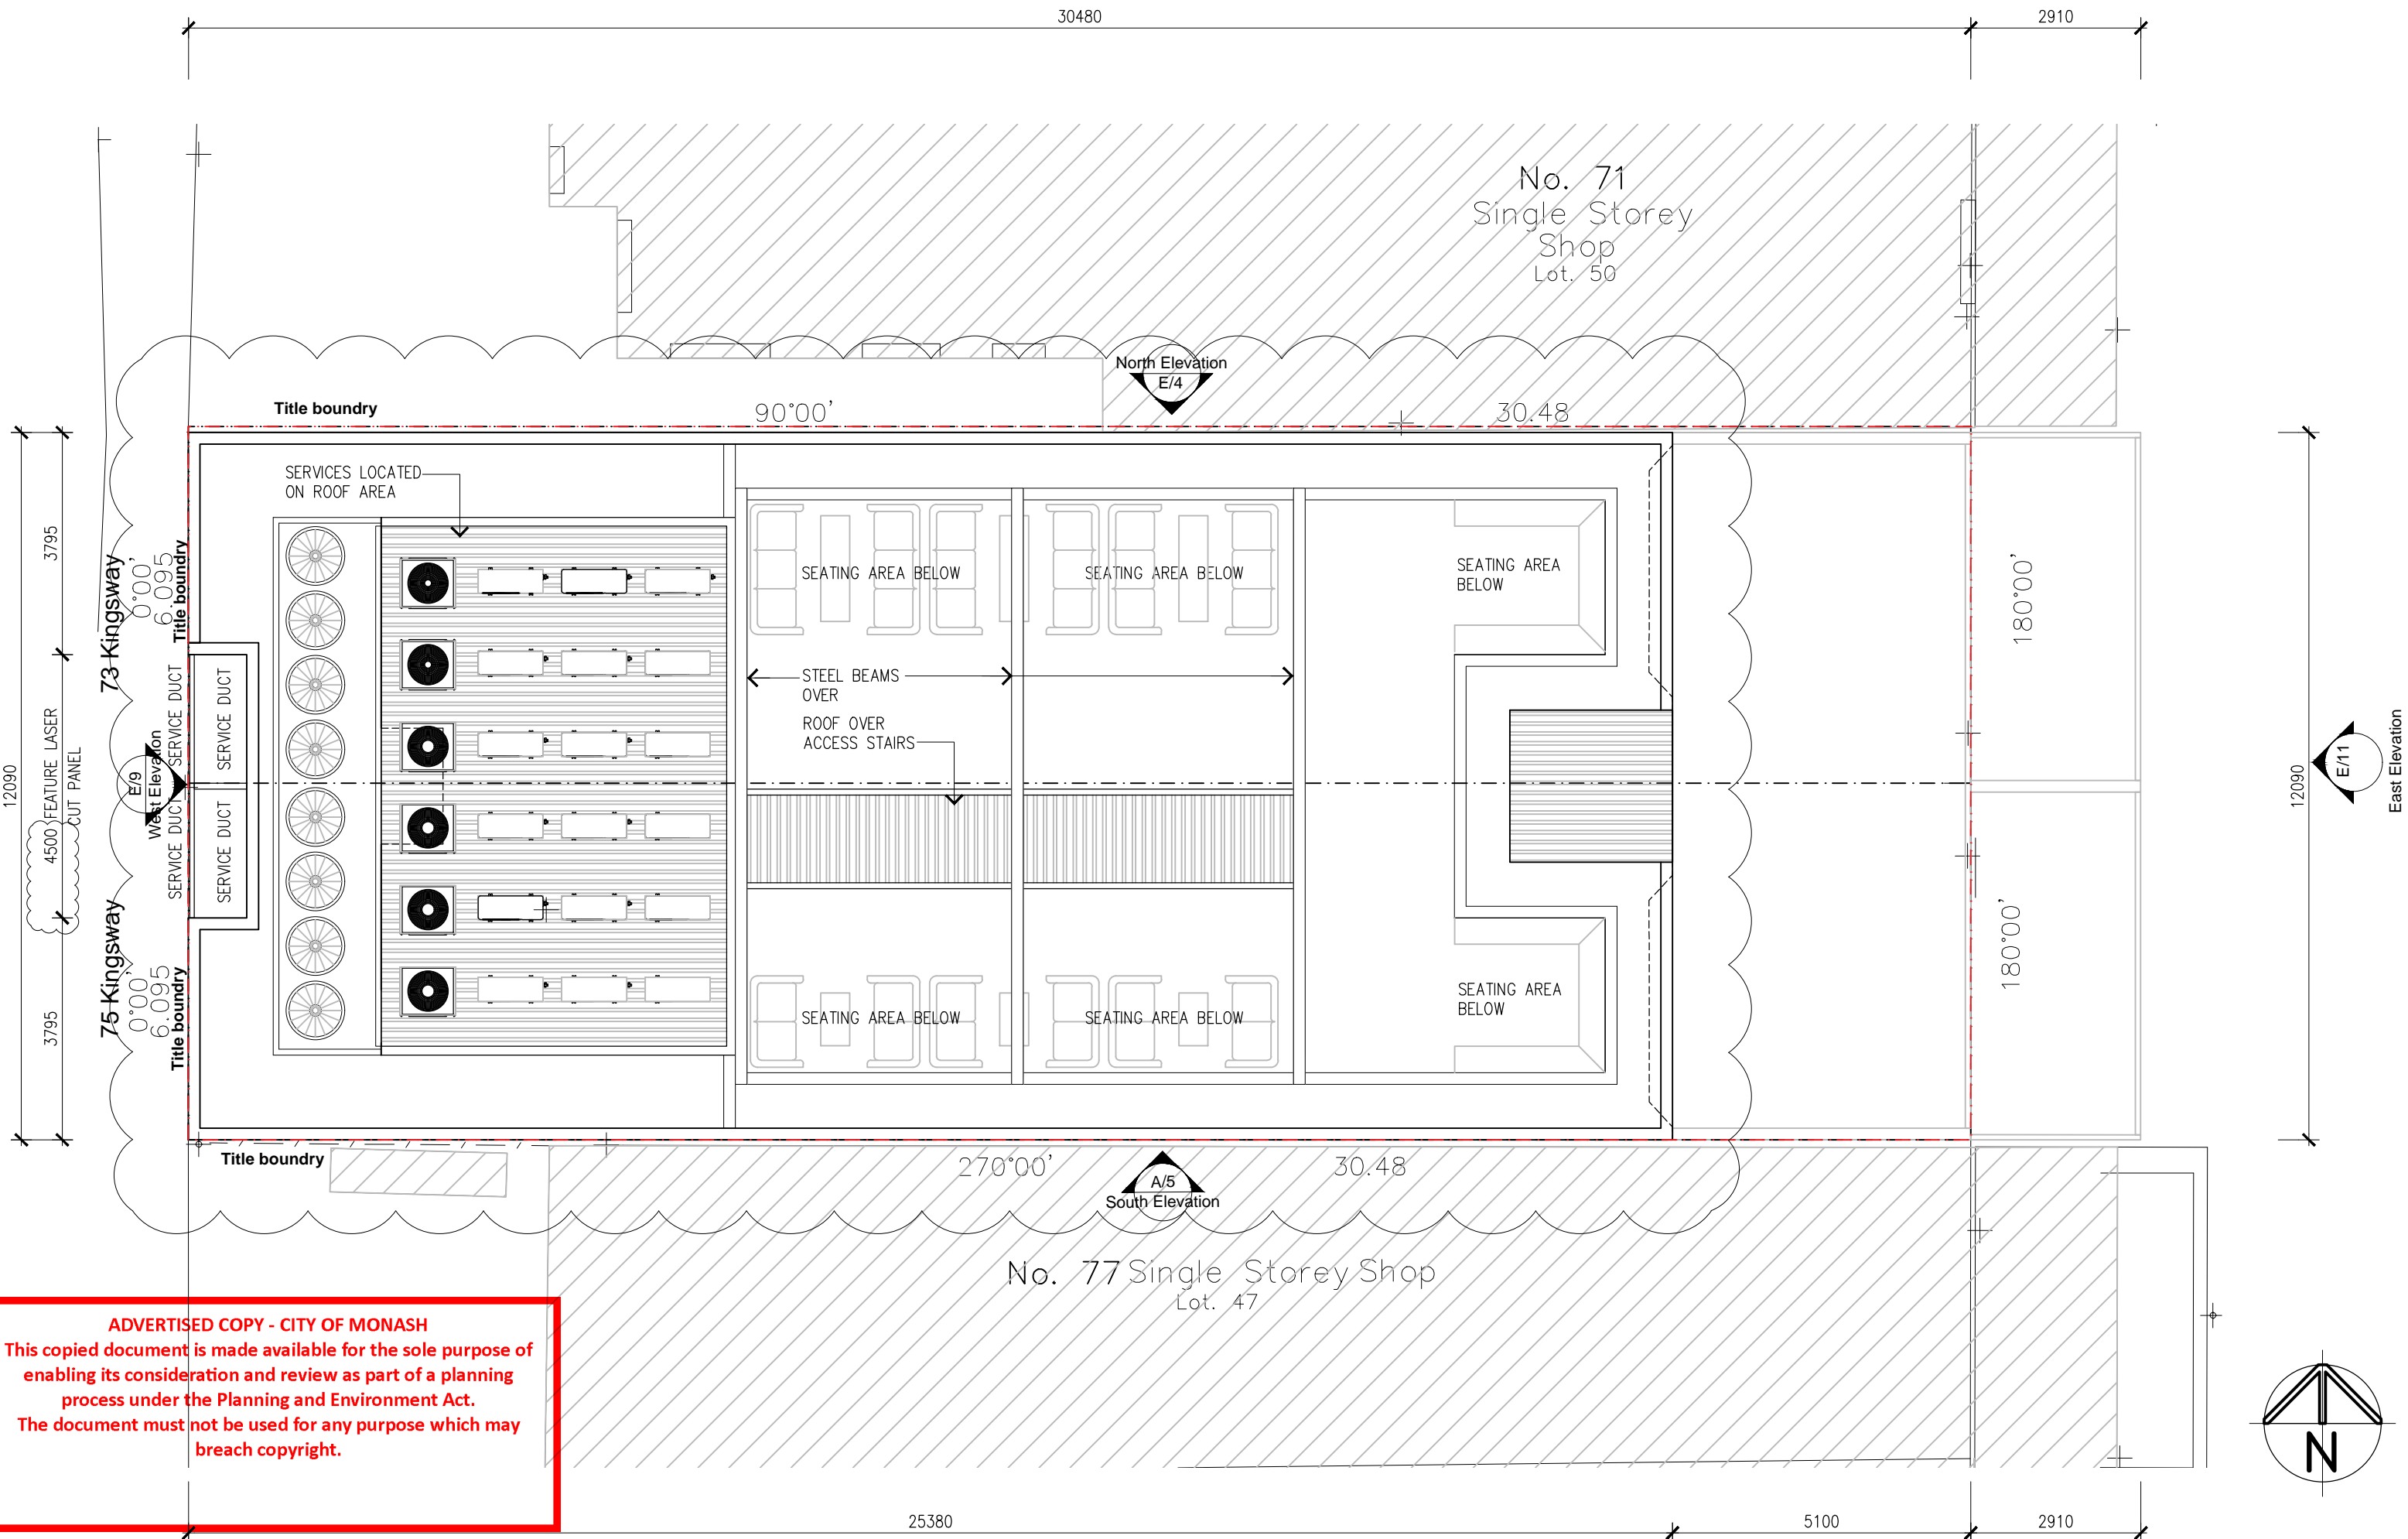 30480
2910
No. 71
Single Storey
Shop
Lot. 50
North Elevation
E/4
Title boundry
90°00'
30.48
SERVICES LOCATED
ON ROOF AREA
12090
3795
4500 FEATURE LASER
CUT PANEL
3795
73 Kingsway
0°00'
6.095
Title boundry
SERVICE DUCT
SERVICE DUCT
SERVICE DUCT
SERVICE DUCT
E/9
West Elevation
75 Kingsway
0°00'
6.095
Title boundry
SEATING AREA BELOW
SEATING AREA BELOW
SEATING AREA
BELOW
STEEL BEAMS
OVER
ROOF OVER
ACCESS STAIRS
SEATING AREA BELOW
SEATING AREA BELOW
SEATING AREA
BELOW
180°00'
180°00'
12090
E/11
East Elevation
Title boundry
270°00'
30.48
A/5
South Elevation
No. 77 Single Storey Shop
Lot. 47
ADVERTISED COPY - CITY OF MONASH
This copied document is made available for the sole purpose of
enabling its consideration and review as part of a planning
process under the Planning and Environment Act.
The document must not be used for any purpose which may
breach copyright.
N
25380
5100
2910